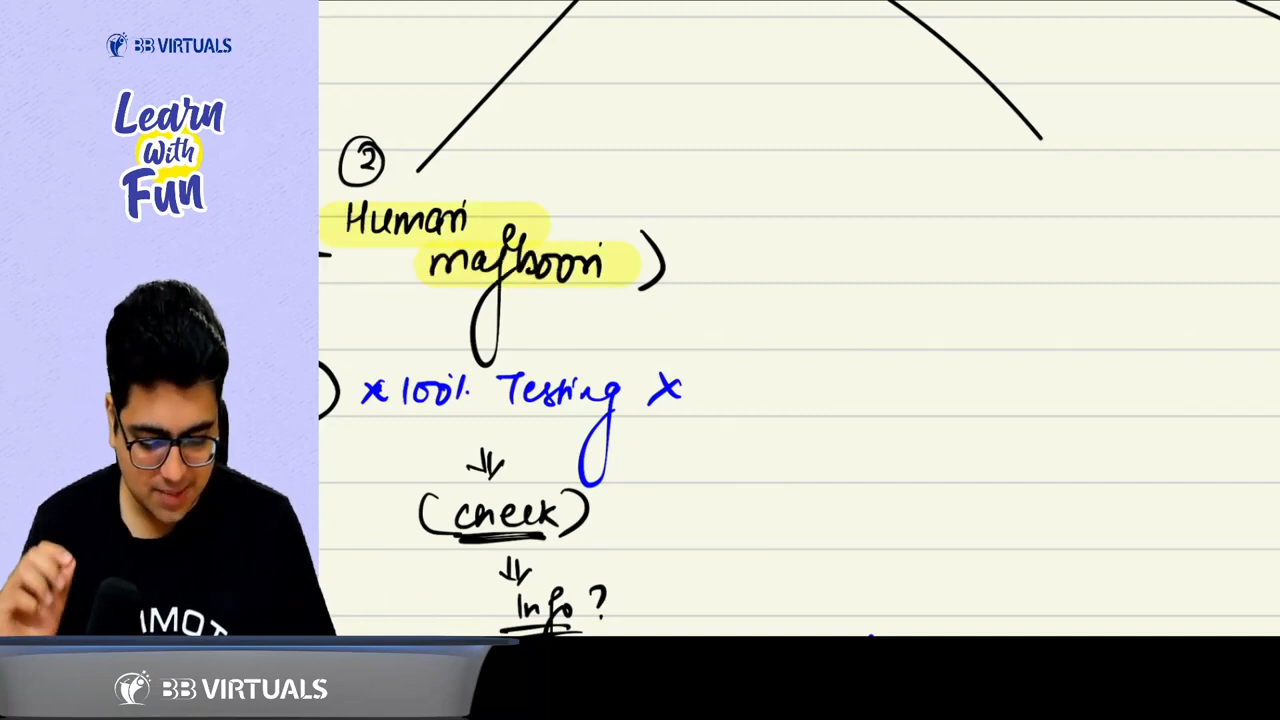 BB VIRTUALS
Learn
With
Fun
2
Human
majboori )
) x 100% Testing x
(check)
Info ?
IMOT
BB VIRTUALS